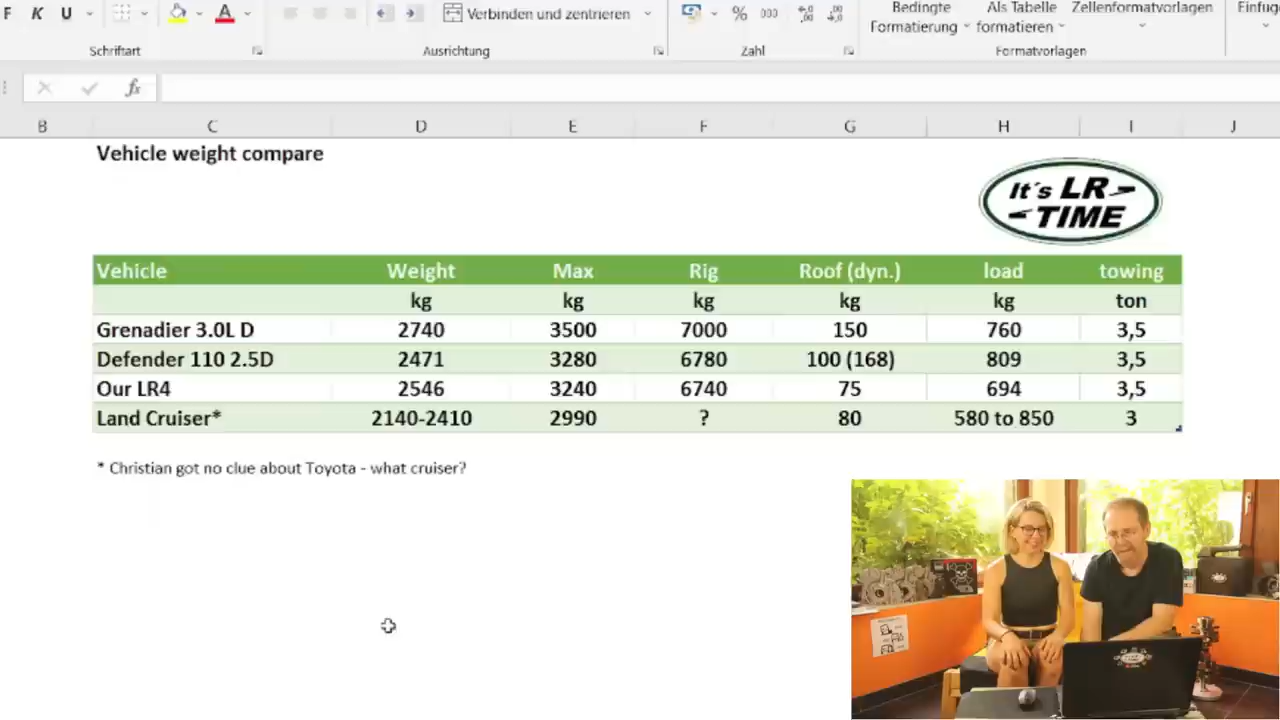 F K U A Verbinden und zentrieren % 000 Bedingte Formatierung Als Tabelle formatieren Zellenformatvorlagen Einfüg
Schriftart Ausrichtung Zahl Formatvorlagen
fx
B C D E F G H I J
Vehicle weight compare
It´s LR
TIME
Vehicle Weight Max Rig Roof (dyn.) load towing
kg kg kg kg kg ton
Grenadier 3.0L D 2740 3500 7000 150 760 3,5
Defender 110 2.5D 2471 3280 6780 100 (168) 809 3,5
Our LR4 2546 3240 6740 75 694 3,5
Land Cruiser* 2140-2410 2990 ? 80 580 to 850 3
* Christian got no clue about Toyota - what cruiser?